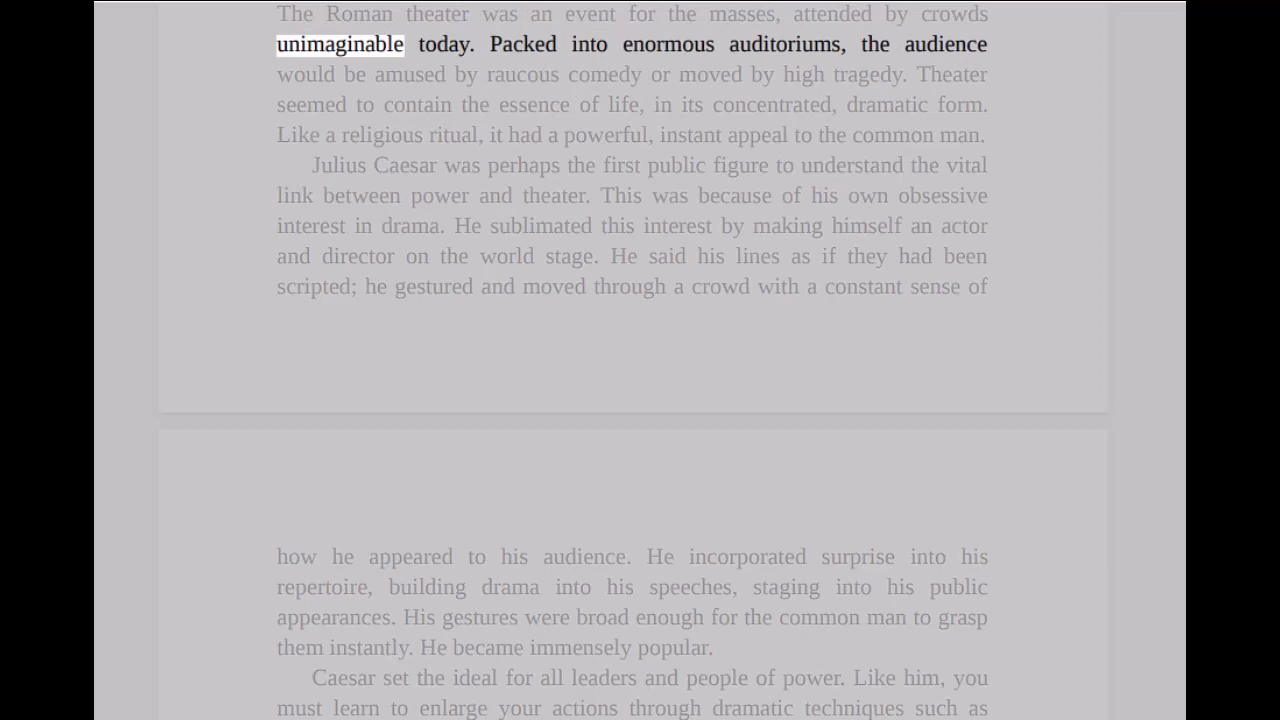 The Roman theater was an event for the masses, attended by crowds
unimaginable today. Packed into enormous auditoriums, the audience
would be amused by raucous comedy or moved by high tragedy. Theater
seemed to contain the essence of life, in its concentrated, dramatic form.
Like a religious ritual, it had a powerful, instant appeal to the common man.
Julius Caesar was perhaps the first public figure to understand the vital
link between power and theater. This was because of his own obsessive
interest in drama. He sublimated this interest by making himself an actor
and director on the world stage. He said his lines as if they had been
scripted; he gestured and moved through a crowd with a constant sense of
how he appeared to his audience. He incorporated surprise into his
repertoire, building drama into his speeches, staging into his public
appearances. His gestures were broad enough for the common man to grasp
them instantly. He became immensely popular.
Caesar set the ideal for all leaders and people of power. Like him, you
must learn to enlarge your actions through dramatic techniques such as